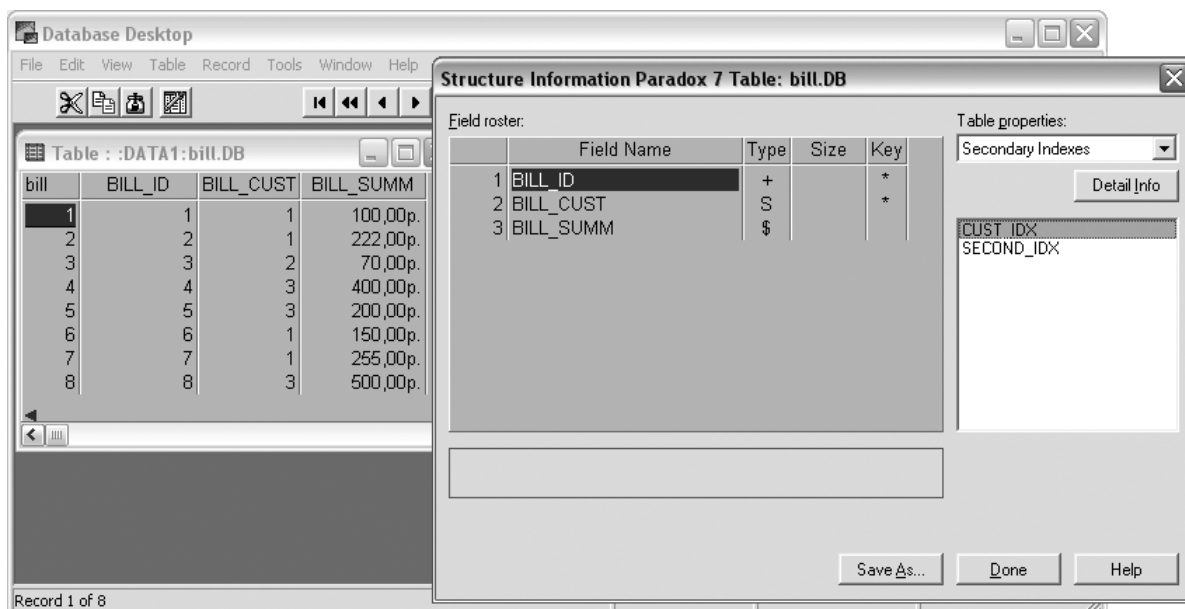 Database Desktop
File Edit View Table Record Tools Window Help
Table : :DATA1:bill.DB
bill BILL_ID BILL_CUST BILL_SUMM
1 1 1 100,00р.
2 2 1 222,00р.
3 3 2 70,00р.
4 4 3 400,00р.
5 5 3 200,00р.
6 6 1 150,00р.
7 7 1 255,00р.
8 8 3 500,00р.
Record 1 of 8
Structure Information Paradox 7 Table: bill.DB
Field roster:
Field Name Type Size Key
1 BILL_ID + *
2 BILL_CUST S *
3 BILL_SUMM $
Table properties:
Secondary Indexes
Detail Info
CUST_IDX
SECOND_IDX
Save As... Done Help